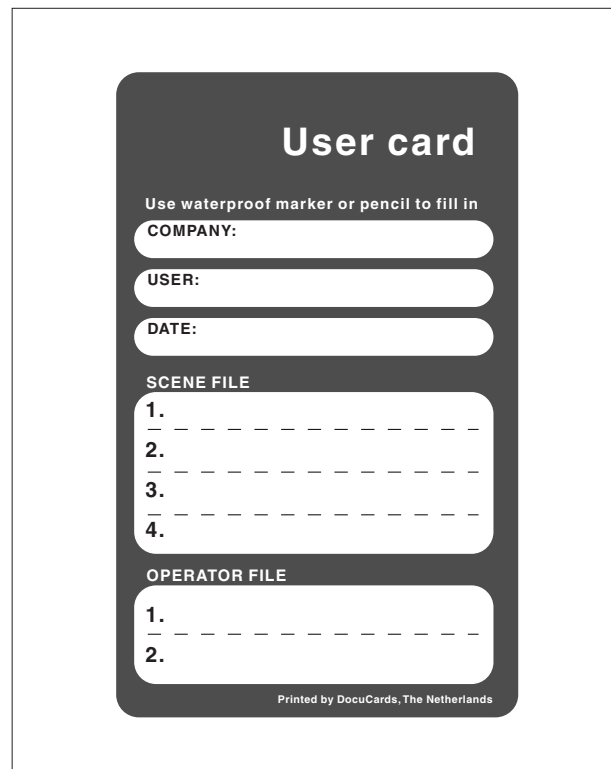 User card
Use waterproof marker or pencil to fill in
COMPANY:
USER:
DATE:
SCENE FILE
1.
2.
3.
4.
OPERATOR FILE
1.
2.
Printed by DocuCards, The Netherlands